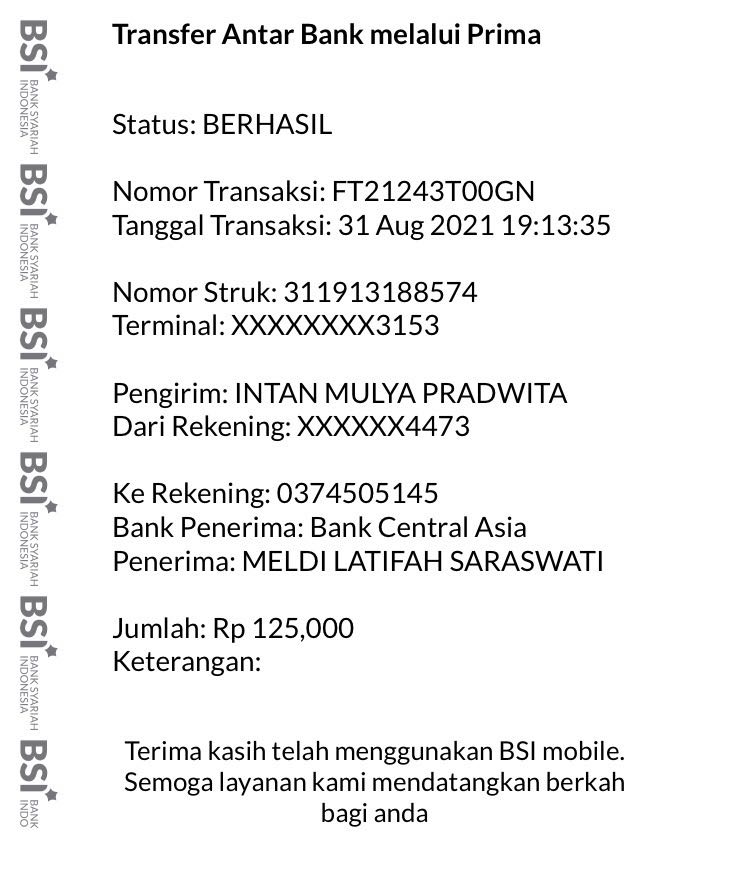 Transfer Antar Bank melalui Prima
Status: BERHASIL
Nomor Transaksi: FT21243T00GN
Tanggal Transaksi: 31 Aug 2021 19:13:35
Nomor Struk: 311913188574
Terminal: XXXXXXXX3153
Pengirim: INTAN MULYA PRADWITA
Dari Rekening: XXXXXX4473
Ke Rekening: 0374505145
Bank Penerima: Bank Central Asia
Penerima: MELDI LATIFAH SARASWATI
Jumlah: Rp 125,000
Keterangan:
Terima kasih telah menggunakan BSI mobile.
Semoga layanan kami mendatangkan berkah
bagi anda
BSI
BANK SYARIAH
INDONESIA
BSI
BANK SYARIAH
INDONESIA
BSI
BANK SYARIAH
INDONESIA
BSI
BANK SYARIAH
INDONESIA
BSI
BANK SYARIAH
INDONESIA
BSI
BANK
INDO